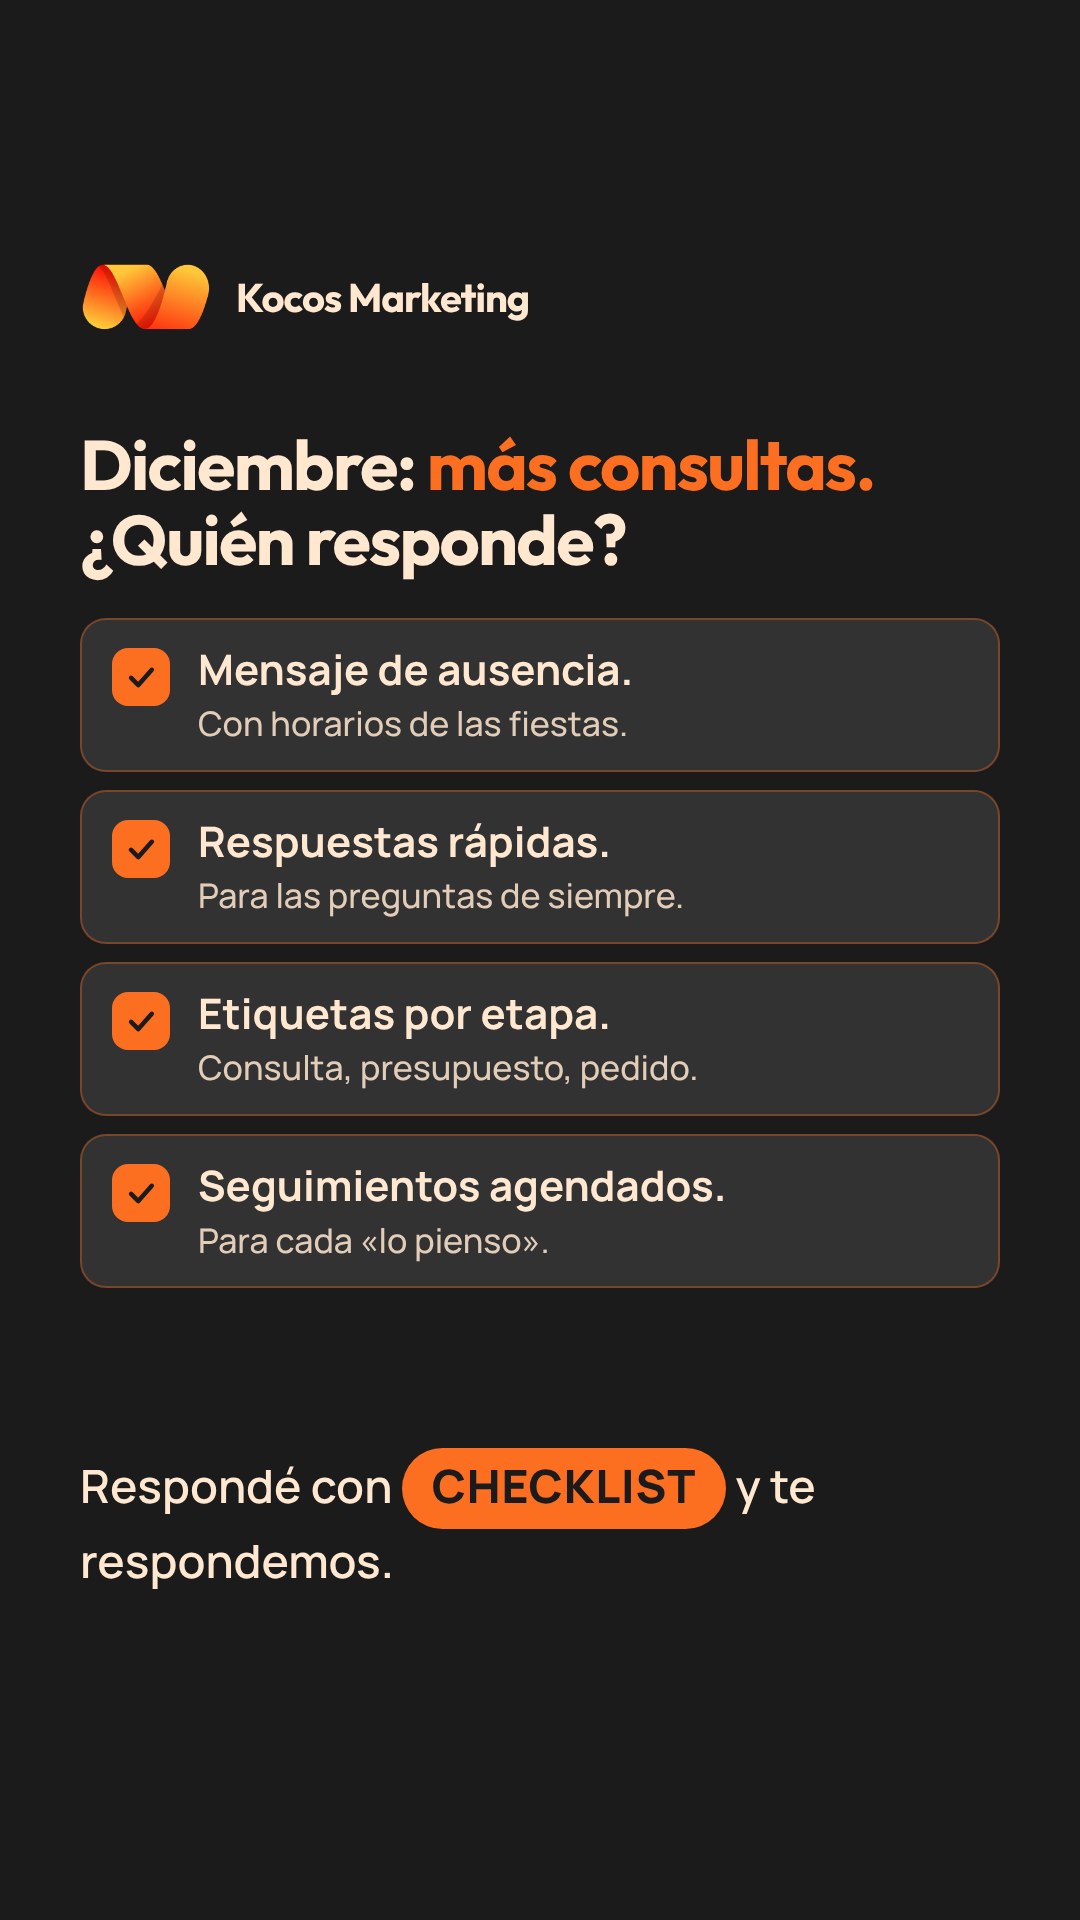 Kocos Marketing
Diciembre: más consultas.
¿Quién responde?
Mensaje de ausencia.
Con horarios de las fiestas.
Respuestas rápidas.
Para las preguntas de siempre.
Etiquetas por etapa.
Consulta, presupuesto, pedido.
Seguimientos agendados.
Para cada «lo pienso».
Respondé con CHECKLIST y te
respondemos.